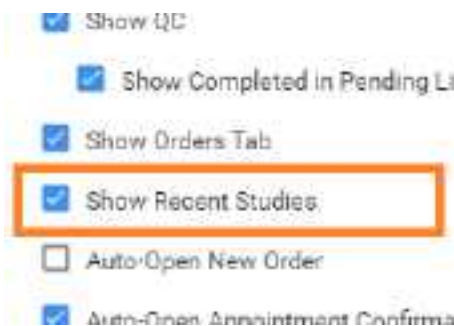 Show QC
Show Completed in Pending
Show Orders Tab
Show Recent Studies
Auto-Open New Order
Auto-Open Appointment